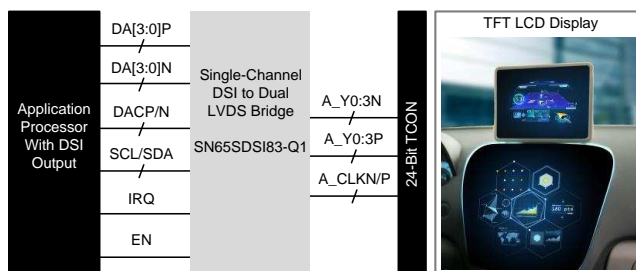 Application
Processor
With DSI
Output
DA[3:0]P
DA[3:0]N
DACP/N
SCL/SDA
IRQ
EN
Single-Channel
DSI to Dual
LVDS Bridge
SN65SDSI83-Q1
A_Y0:3N
A_Y0:3P
A_CLKN/P
24-Bit TCON
TFT LCD Display